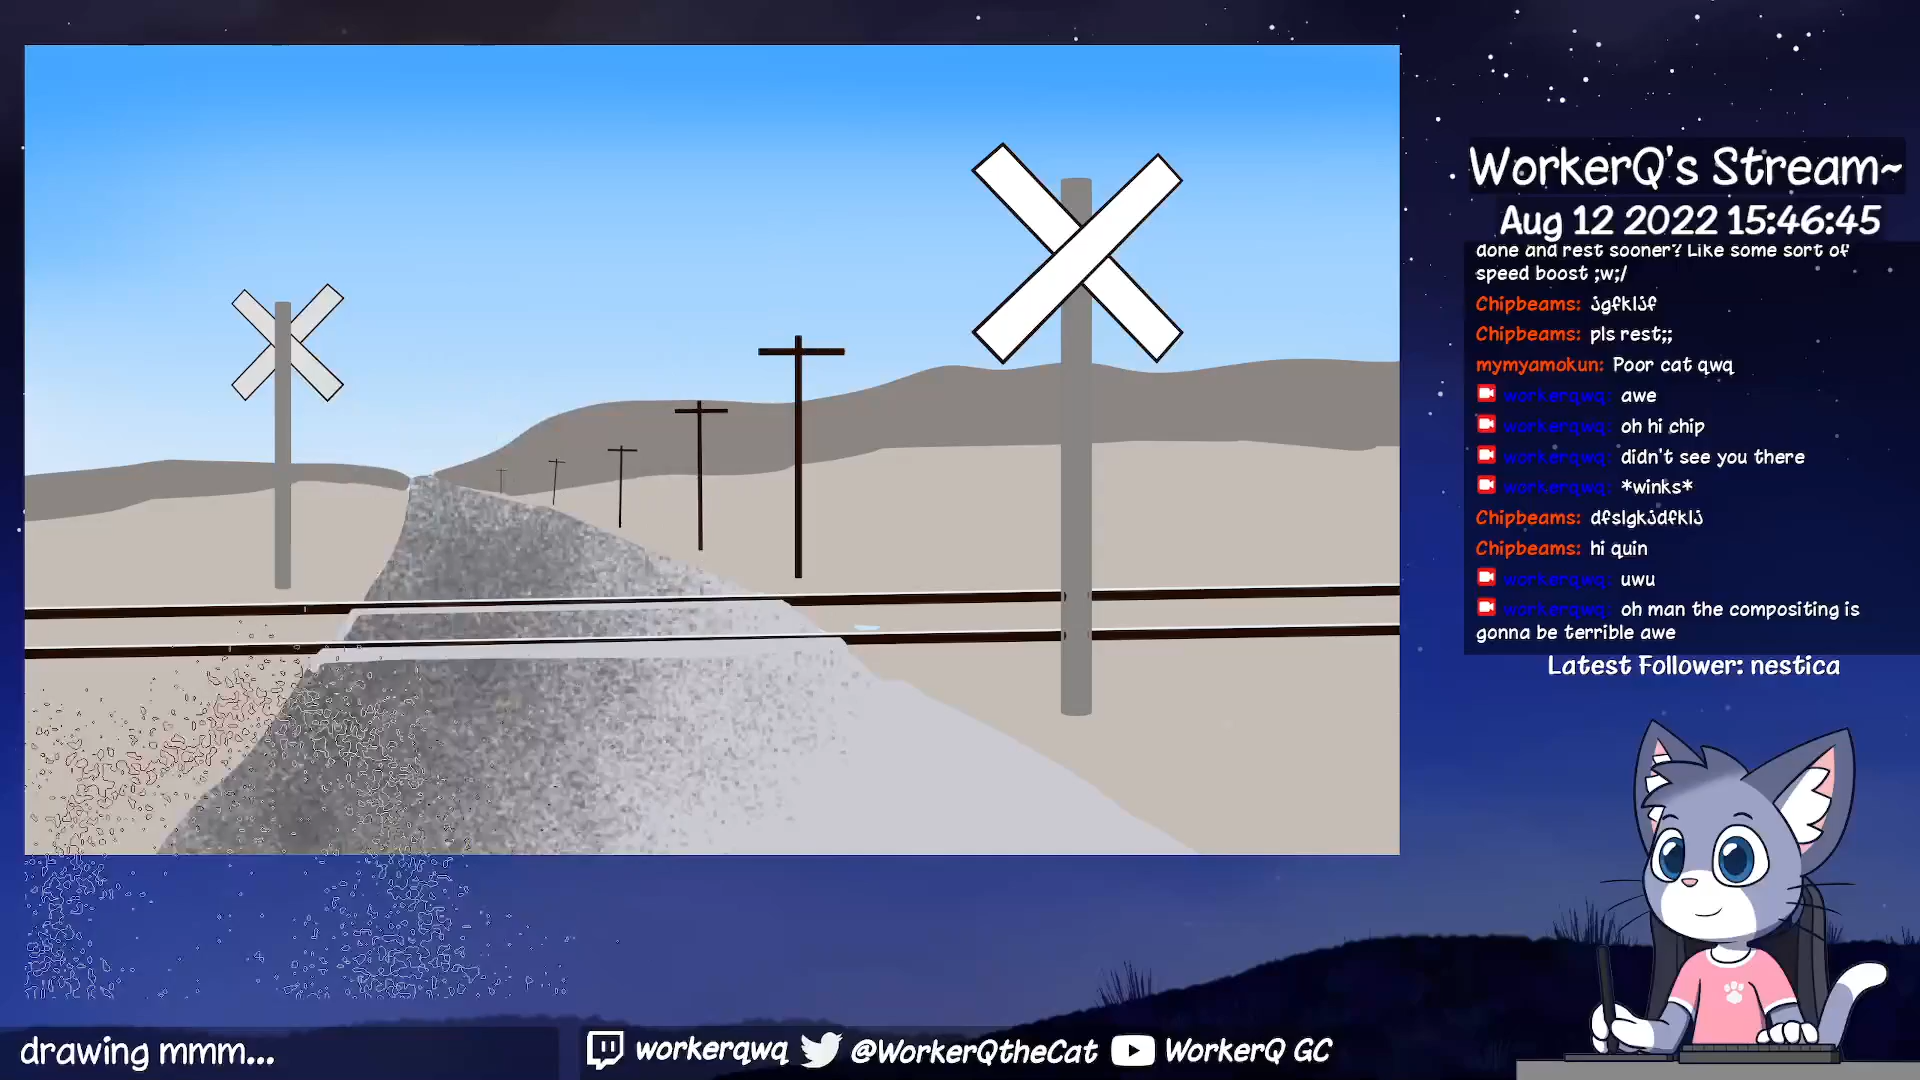 WorkerQ's Stream~
Aug 12 2022 15:46:45
done and rest sooner? Like some sort of
speed boost ;w;/
Chipbeams: jgfkljf
Chipbeams: pls rest;;
mymyamokun: Poor cat qwq
workerqwq: awe
workerqwq: oh hi chip
workerqwq: didn't see you there
workerqwq: *winks*
Chipbeams: dfslgkjdfklj
Chipbeams: hi quin
workerqwq: uwu
workerqwq: oh man the compositing is
gonna be terrible awe
Latest Follower: nestica
drawing mmm...
workerqwq @WorkerQtheCat WorkerQ GC